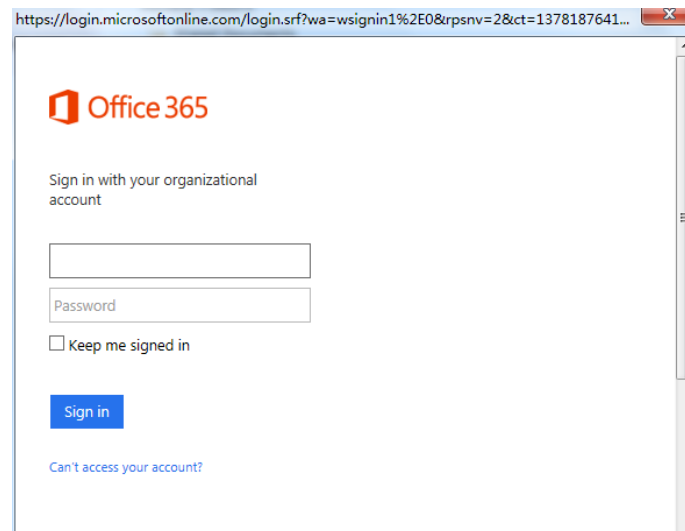 https://login.microsoftonline.com/login.srf?wa=wsignin1%2E0&rpsnv=2&ct=1378187641...
Office 365
Sign in with your organizational
account
Password
Keep me signed in
Sign in
Can't access your account?